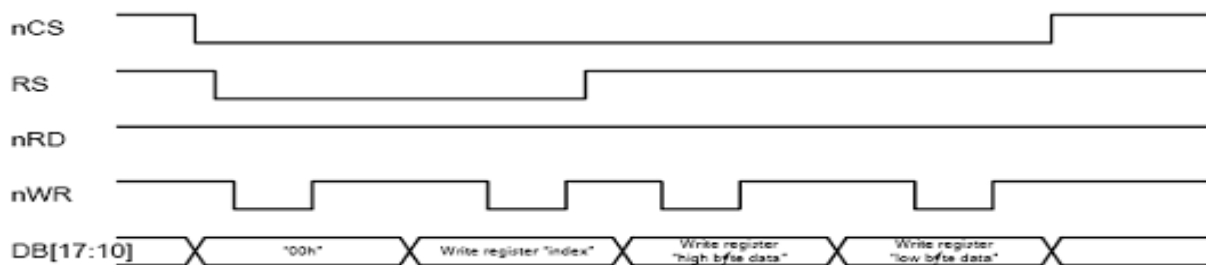 nCS
RS
nRD
nWR
DB[17:10]
"00h"
Write register "index"
Write register
"high byte data"
Write register
"low byte data"